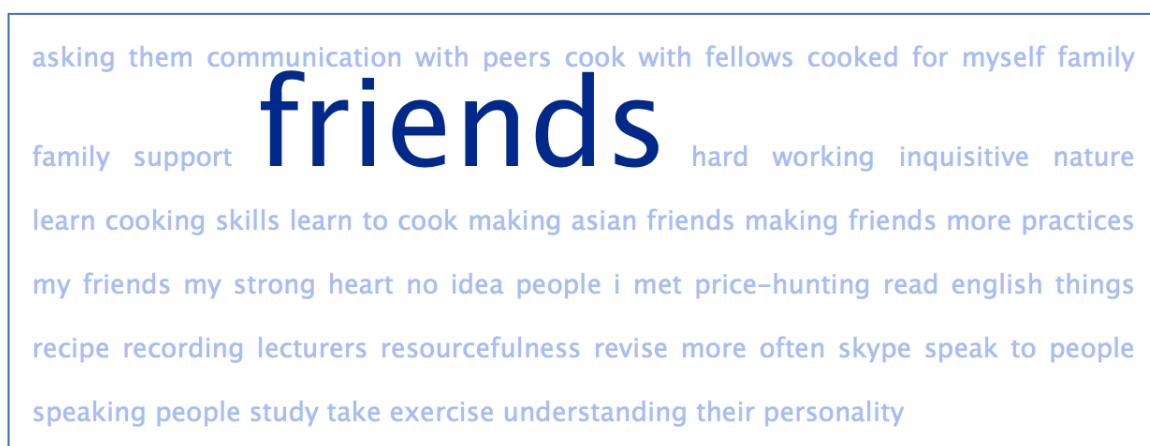 asking them communication with peers cook with fellows cooked for myself family
family support friends hard working inquisitive nature
learn cooking skills learn to cook making asian friends making friends more practices
my friends my strong heart no idea people i met price-hunting read english things
recipe recording lecturers resourcefulness revise more often skype speak to people
speaking people study take exercise understanding their personality